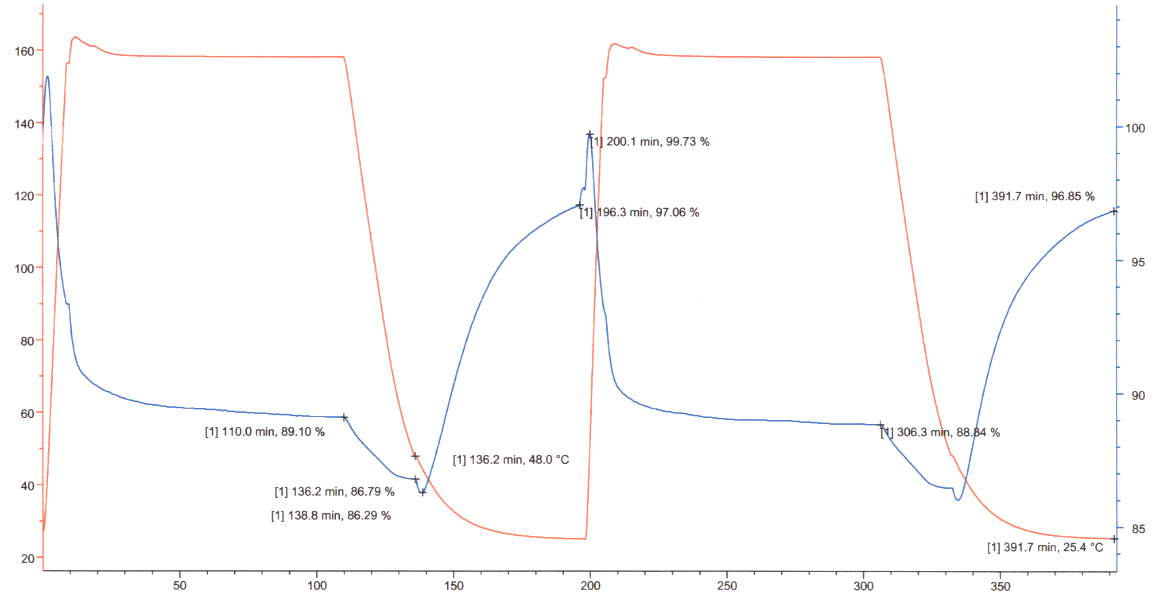 160
140
120
100
80
60
40
20
100
95
90
85
[1] 200.1 min, 99.73 %
[1] 391.7 min, 96.85 %
[1] 196.3 min, 97.06 %
[1] 110.0 min, 89.10 %
[1] 306.3 min, 88.84 %
[1] 136.2 min, 48.0 °C
[1] 136.2 min, 86.79 %
[1] 138.8 min, 86.29 %
[1] 391.7 min, 25.4 °C
50
100
150
200
250
300
350